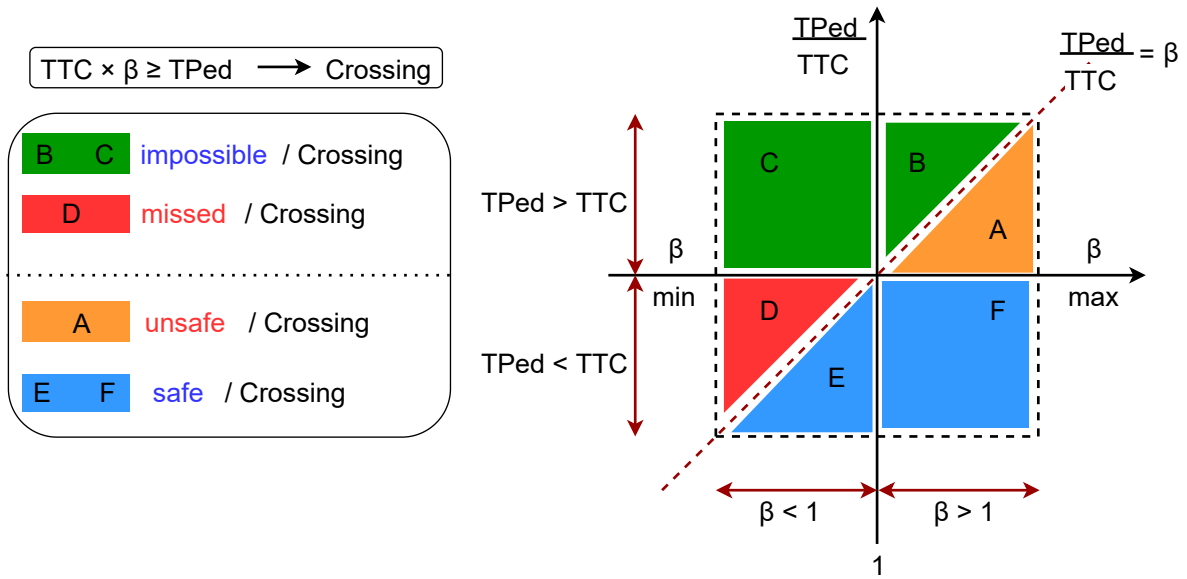 TTC × β ≥ TPed → Crossing
B C impossible / Crossing
D missed / Crossing
A unsafe / Crossing
E F safe / Crossing
TPed
TTC
TPed
TTC
= β
C
B
A
TPed > TTC
β
min
β
max
D
E
F
TPed < TTC
β < 1
β > 1
1